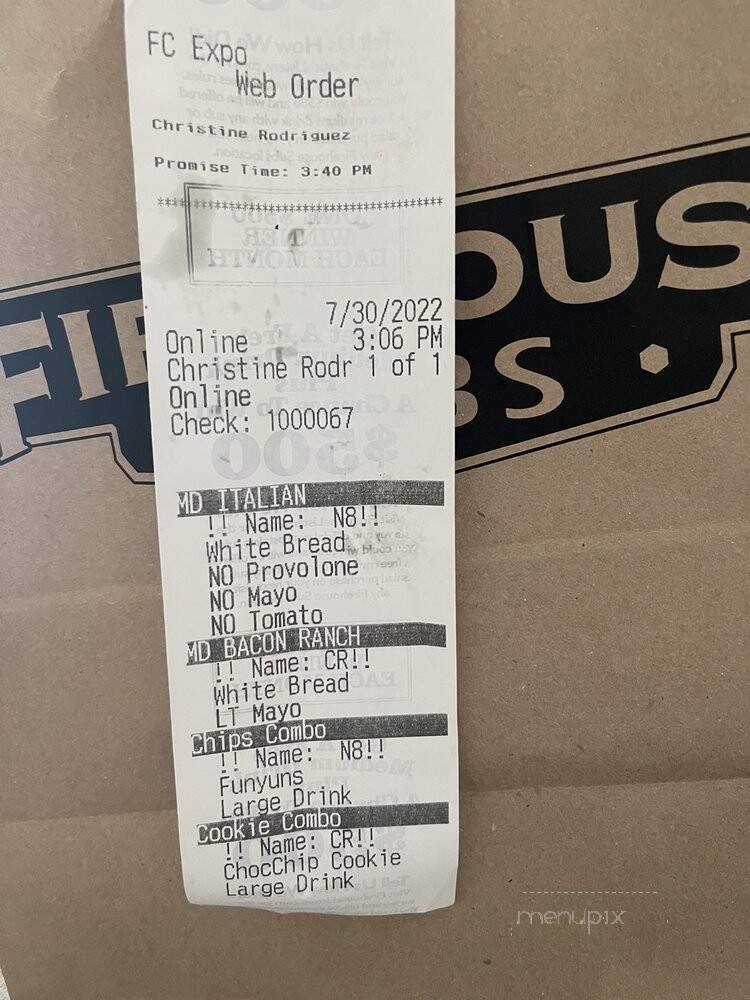 FC Expo
Web Order
Christine Rodriguez
Promise Time: 3:40 PM
******************************************
7/30/2022
Online 3:06 PM
Christine Rodr 1 of 1
Online
Check: 1000067
MD ITALIAN
!! Name: N8!!
White Bread
NO Provolone
NO Mayo
NO Tomato
MD BACON RANCH
!! Name: CR!!
White Bread
LT Mayo
Chips Combo
!! Name: N8!!
Funyuns
Large Drink
Cookie Combo
!! Name: CR!!
ChocChip Cookie
Large Drink
menupix